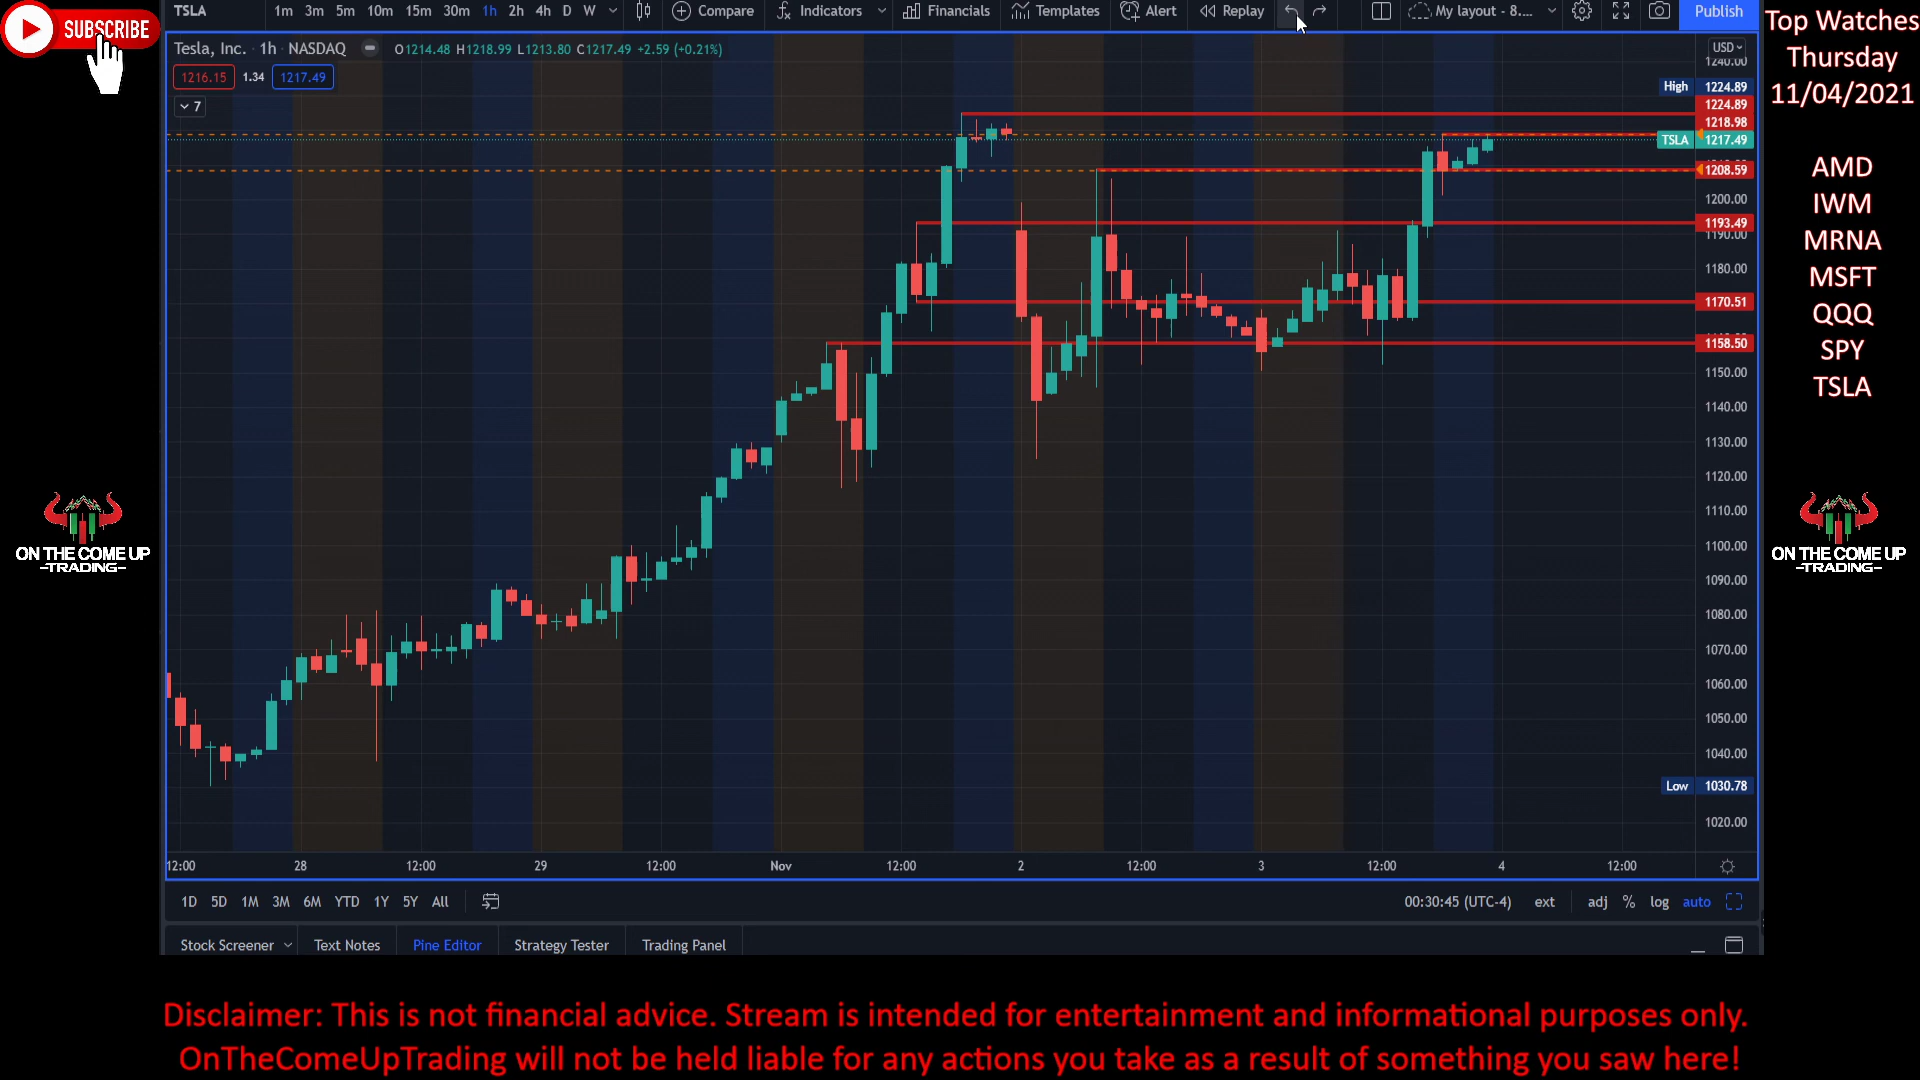 SUBSCRIBE
TSLA
1m 3m 5m 10m 15m 30m 1h 2h 4h D W
Compare
Indicators
Financials
Templates
Alert
Replay
My layout - 8....
Publish
Tesla, Inc. · 1h · NASDAQ
O1214.48 H1218.99 L1213.80 C1217.49 +2.59 (+0.21%)
1216.15 1.34 1217.49
7
USD
1240.00
High 1224.89
1224.89
1218.98
TSLA 1217.49
1208.59
1200.00
1193.49
1190.00
1180.00
1170.51
1158.50
1150.00
1140.00
1130.00
1120.00
1110.00
1100.00
1090.00
1080.00
1070.00
1060.00
1050.00
1040.00
Low 1030.78
1020.00
12:00 28 12:00 29 12:00 Nov 12:00 2 12:00 3 12:00 4 12:00
1D 5D 1M 3M 6M YTD 1Y 5Y All
00:30:45 (UTC-4) ext adj % log auto
Stock Screener Text Notes Pine Editor Strategy Tester Trading Panel
Top Watches
Thursday
11/04/2021
AMD
IWM
MRNA
MSFT
QQQ
SPY
TSLA
ON THE COME UP
-TRADING-
ON THE COME UP
-TRADING-
Disclaimer: This is not financial advice. Stream is intended for entertainment and informational purposes only.
OnTheComeUpTrading will not be held liable for any actions you take as a result of something you saw here!